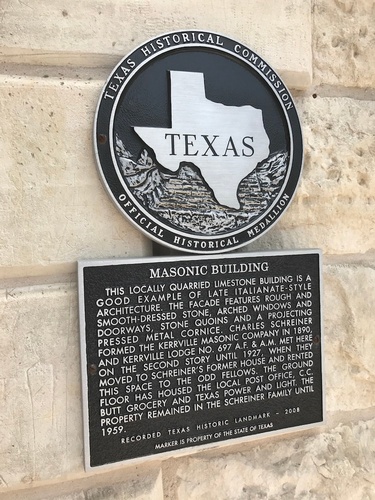 TEXAS HISTORICAL COMMISSION
TEXAS
OFFICIAL HISTORICAL MEDALLION
MASONIC BUILDING
THIS LOCALLY QUARRIED LIMESTONE BUILDING IS A
GOOD EXAMPLE OF LATE ITALIANATE-STYLE
ARCHITECTURE. THE FACADE FEATURES ROUGH AND
SMOOTH-DRESSED STONE, ARCHED WINDOWS AND
DOORWAYS, STONE QUOINS AND A PROJECTING
PRESSED METAL CORNICE. CHARLES SCHREINER
FORMED THE KERRVILLE MASONIC COMPANY IN 1890,
AND KERRVILLE LODGE NO. 697 A.F. & A.M. MET HERE
ON THE SECOND STORY UNTIL 1927, WHEN THEY
MOVED TO SCHREINER'S FORMER HOUSE AND RENTED
THIS SPACE TO THE ODD FELLOWS. THE GROUND
FLOOR HAS HOUSED THE LOCAL POST OFFICE, C.C.
BUTT GROCERY AND TEXAS POWER AND LIGHT. THE
PROPERTY REMAINED IN THE SCHREINER FAMILY UNTIL
1959.
RECORDED TEXAS HISTORIC LANDMARK - 2008
MARKER IS PROPERTY OF THE STATE OF TEXAS